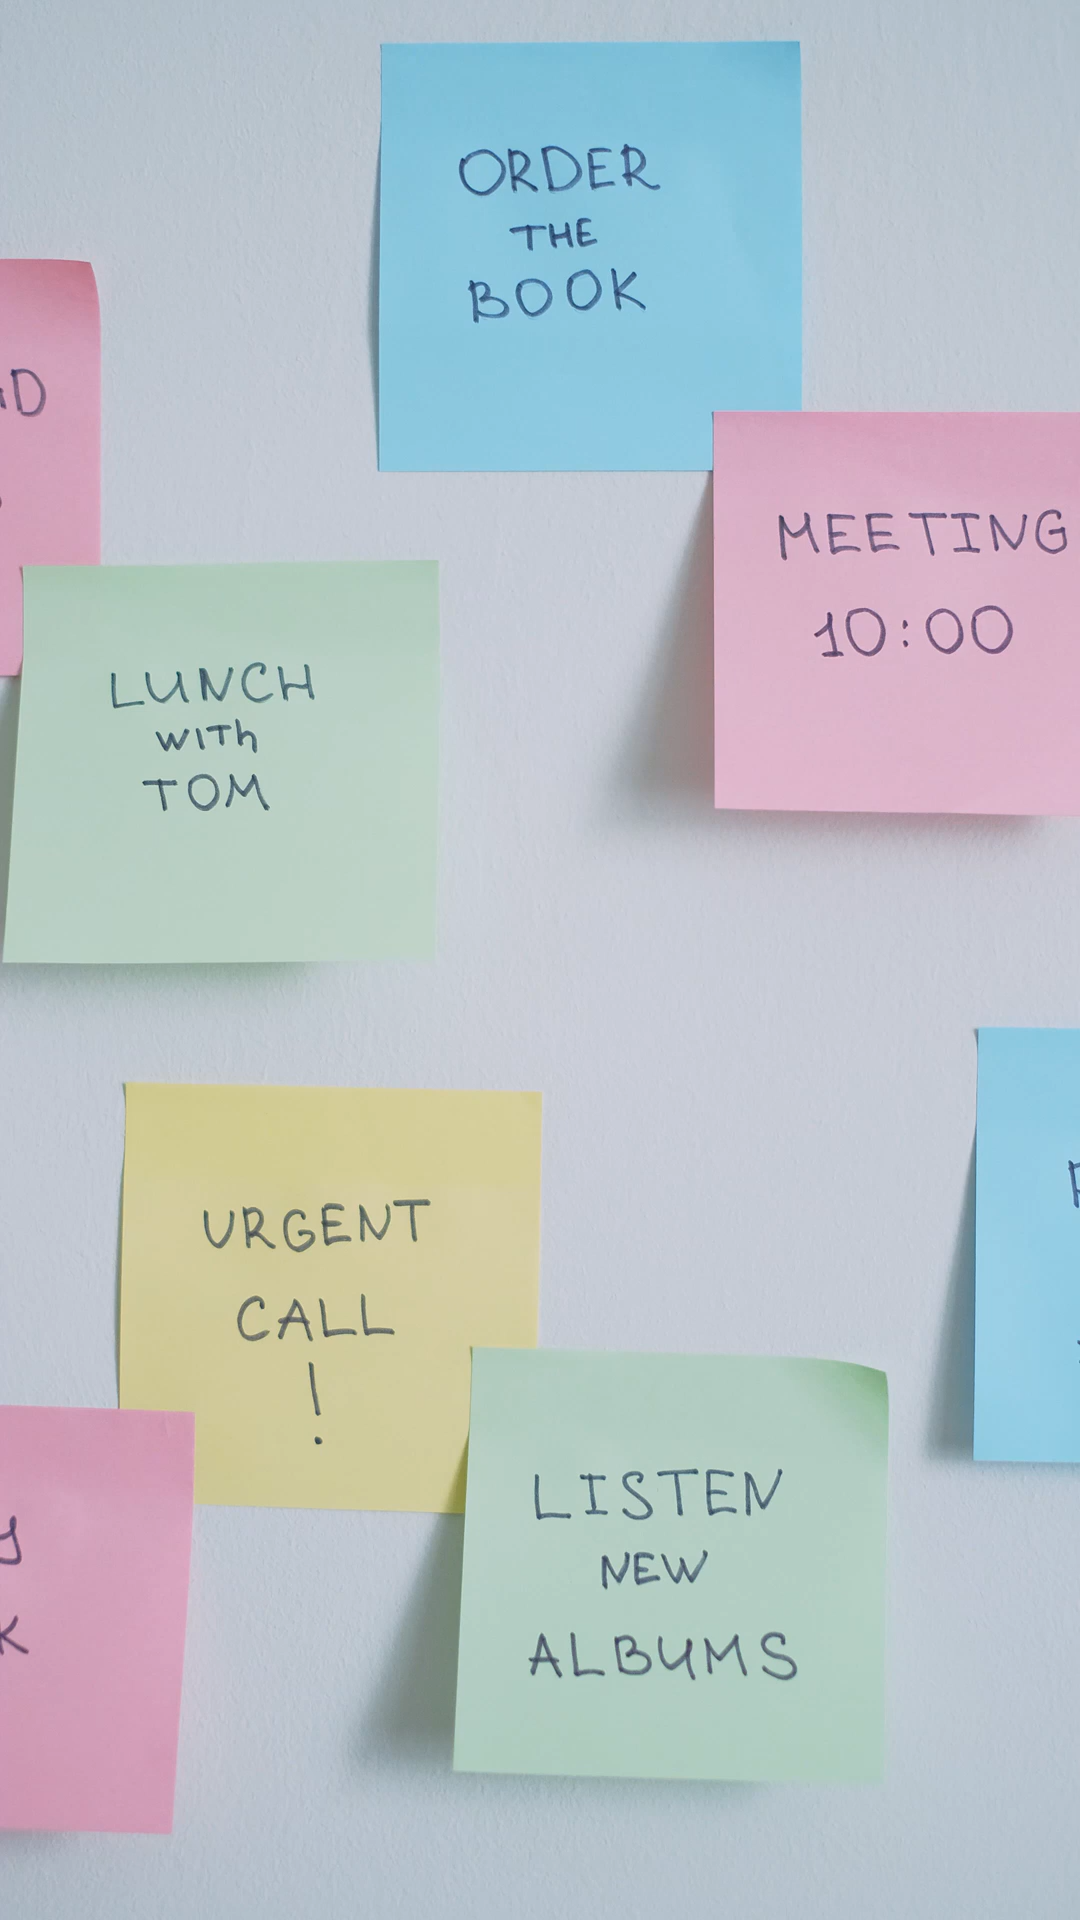 ORDER
THE
BOOK
MEETING
10:00
LUNCH
with
TOM
URGENT
CALL
!
LISTEN
NEW
ALBUMS